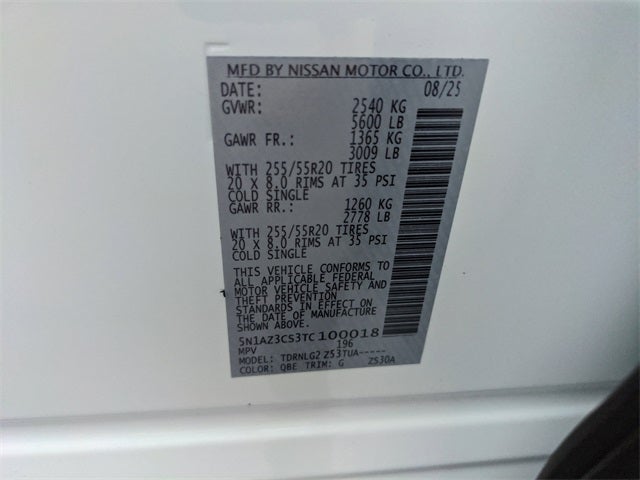 MFD BY NISSAN MOTOR CO., LTD.
DATE: 08/25
GVWR: 2540 KG
5600 LB
GAWR FR.: 1365 KG
3009 LB
WITH 255/55R20 TIRES
20 X 8.0 RIMS AT 35 PSI
COLD SINGLE
GAWR RR.: 1260 KG
2778 LB
WITH 255/55R20 TIRES
20 X 8.0 RIMS AT 35 PSI
COLD SINGLE
THIS VEHICLE CONFORMS TO
ALL APPLICABLE FEDERAL
MOTOR VEHICLE SAFETY AND
THEFT PREVENTION
STANDARDS IN EFFECT ON
THE DATE OF MANUFACTURE
SHOWN ABOVE.
5N1AZ3CS3TC100018
MPV 196
MODEL: TDRNLG2 Z53TUA-----
COLOR: QBE TRIM: G ZS30A